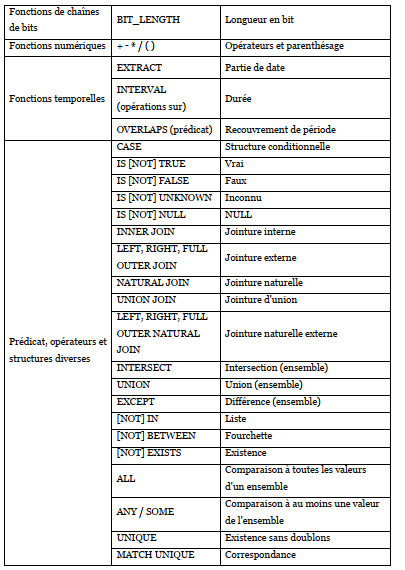 Fonctions de chaînes
de bits
BIT_LENGTH
Longueur en bit
Fonctions numériques
+ - * / ( )
Opérateurs et parenthésage
Fonctions temporelles
EXTRACT
Partie de date
INTERVAL
(opérations sur)
Durée
OVERLAPS (prédicat)
Recouvrement de période
Prédicat, opérateurs et
structures diverses
CASE
Structure conditionnelle
IS [NOT] TRUE
Vrai
IS [NOT] FALSE
Faux
IS [NOT] UNKNOWN
Inconnu
IS [NOT] NULL
NULL
INNER JOIN
Jointure interne
LEFT, RIGHT, FULL
OUTER JOIN
Jointure externe
NATURAL JOIN
Jointure naturelle
UNION JOIN
Jointure d'union
LEFT, RIGHT, FULL
OUTER NATURAL
JOIN
Jointure naturelle externe
INTERSECT
Intersection (ensemble)
UNION
Union (ensemble)
EXCEPT
Différence (ensemble)
[NOT] IN
Liste
[NOT] BETWEEN
Fourchette
[NOT] EXISTS
Existence
ALL
Comparaison à toutes les valeurs
d'un ensemble
ANY / SOME
Comparaison à au moins une valeur
de l'ensemble
UNIQUE
Existence sans doublons
MATCH UNIQUE
Correspondance